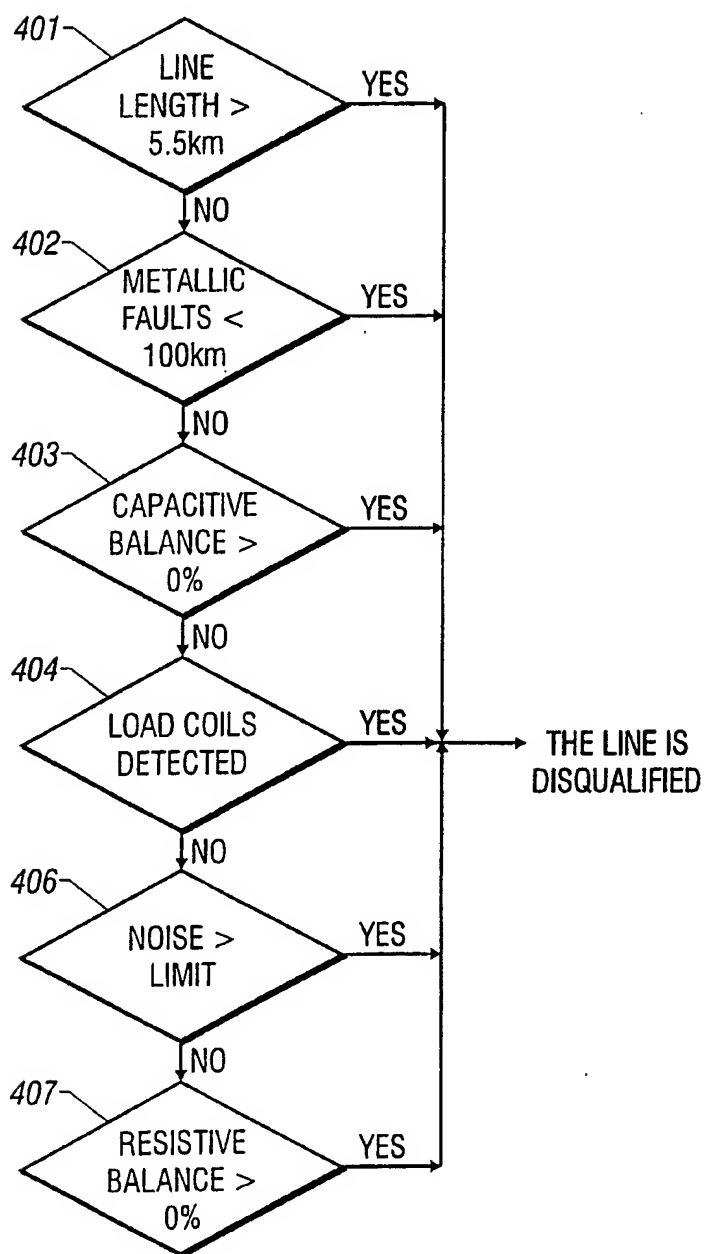 401
LINE
LENGTH >
5.5km
YES
NO
402
METALLIC
FAULTS <
100km
YES
NO
403
CAPACITIVE
BALANCE >
0%
YES
NO
404
LOAD COILS
DETECTED
YES
THE LINE IS
DISQUALIFIED
NO
406
NOISE >
LIMIT
YES
NO
407
RESISTIVE
BALANCE >
0%
YES